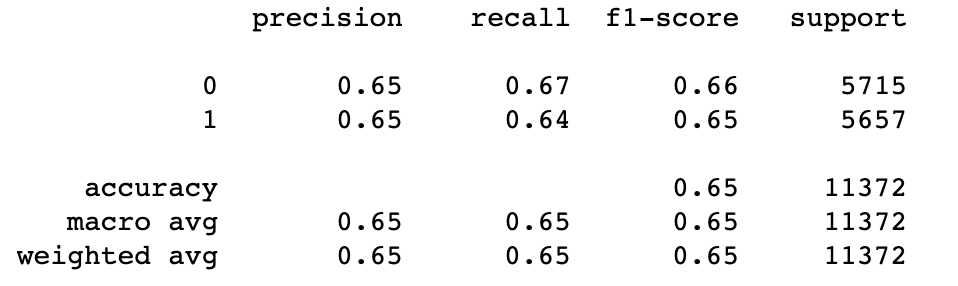 precision recall f1-score support
0 0.65 0.67 0.66 5715
1 0.65 0.64 0.65 5657
accuracy 0.65 11372
macro avg 0.65 0.65 0.65 11372
weighted avg 0.65 0.65 0.65 11372